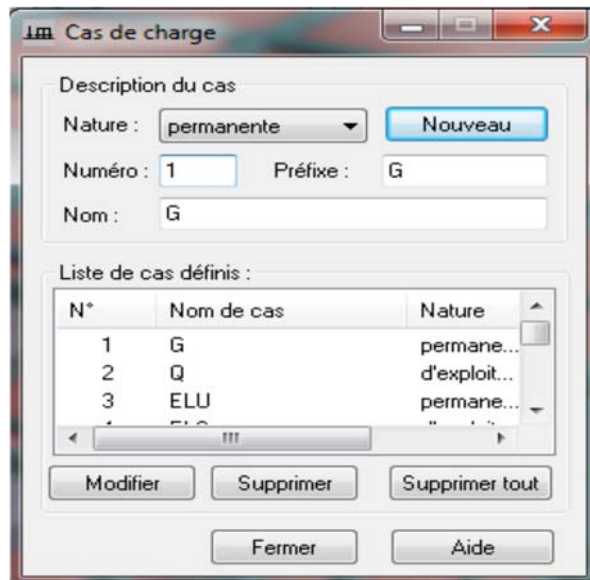 Cas de charge
Description du cas
Nature : permanente Nouveau
Numéro : 1 Préfixe : G
Nom : G
Liste de cas définis :
N° Nom de cas Nature
1 G permane...
2 Q d'exploit...
3 ELU permane...
Modifier Supprimer Supprimer tout
Fermer Aide